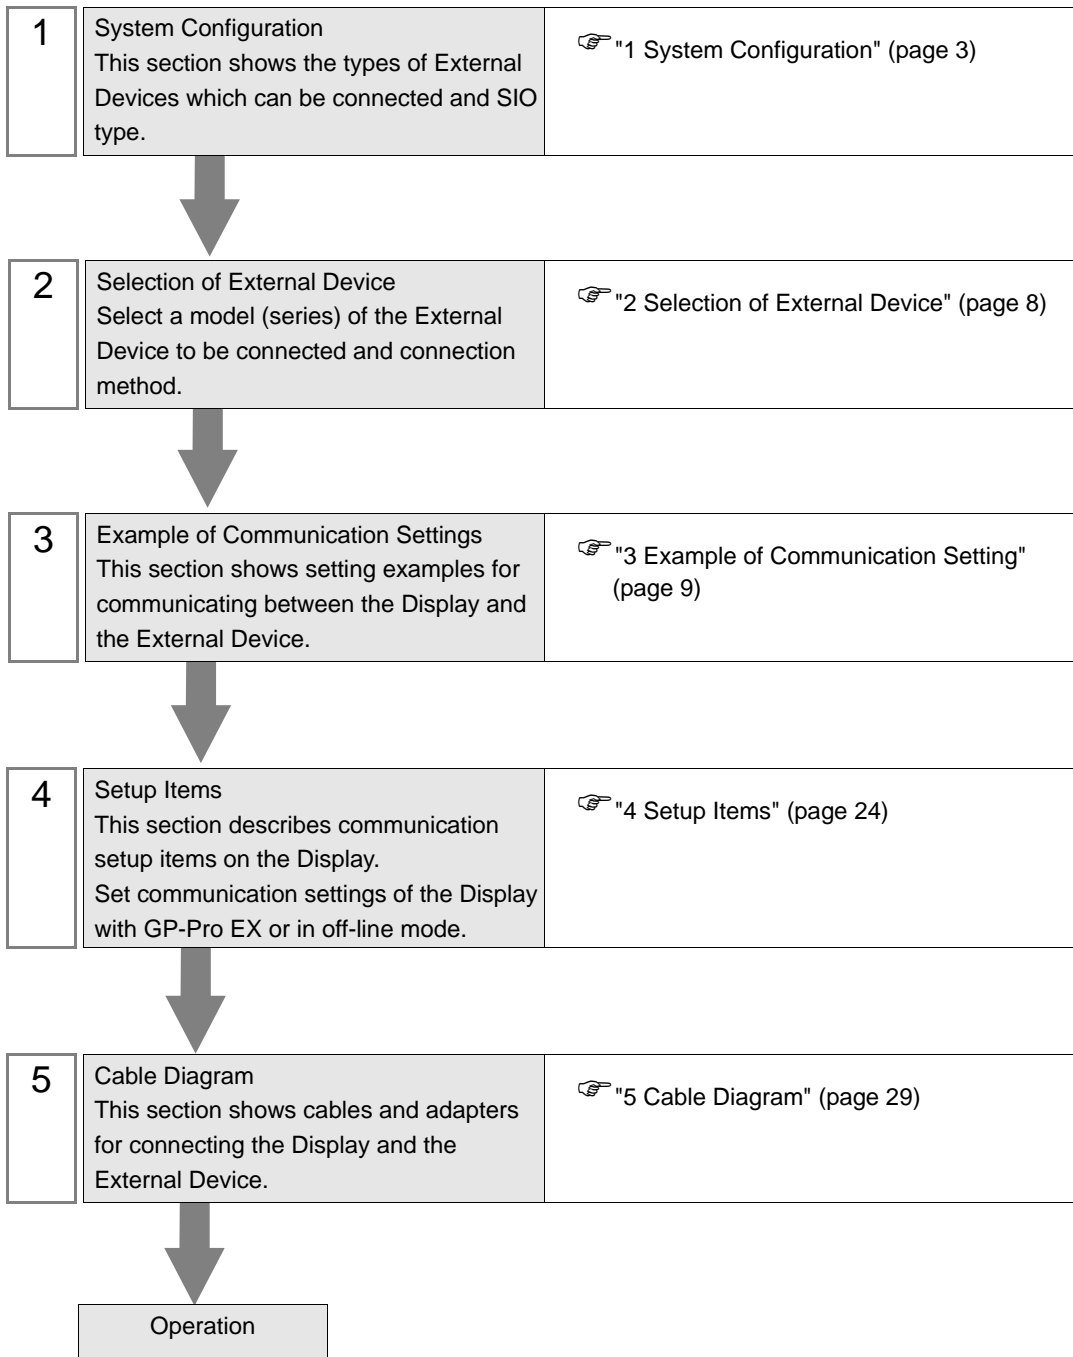 1
System Configuration
This section shows the types of External
Devices which can be connected and SIO
type.
"1 System Configuration" (page 3)
2
Selection of External Device
Select a model (series) of the External
Device to be connected and connection
method.
"2 Selection of External Device" (page 8)
3
Example of Communication Settings
This section shows setting examples for
communicating between the Display and
the External Device.
"3 Example of Communication Setting"
(page 9)
4
Setup Items
This section describes communication
setup items on the Display.
Set communication settings of the Display
with GP-Pro EX or in off-line mode.
"4 Setup Items" (page 24)
5
Cable Diagram
This section shows cables and adapters
for connecting the Display and the
External Device.
"5 Cable Diagram" (page 29)
Operation